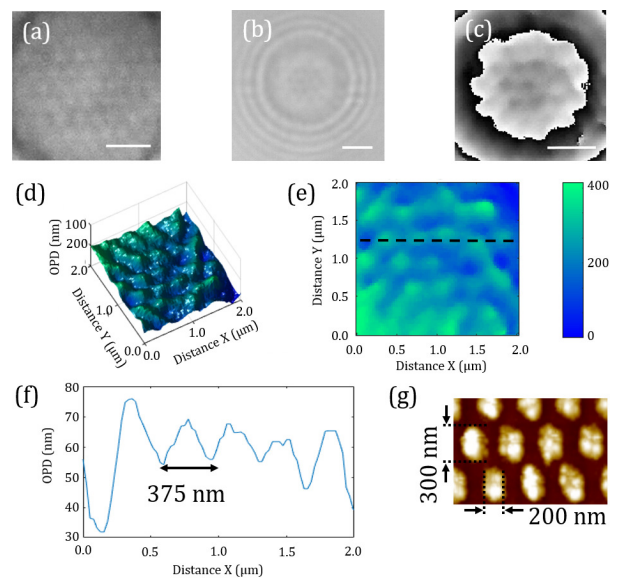 (a)
(b)
(c)
(d)
OPD (nm)
100
200
2.0
1.0
0.0
Distance Y (μm)
0.0
1.0
2.0
Distance X (μm)
(e)
Distance Y (μm)
2.0
1.5
1.0
0.5
0.0
0.0 0.5 1.0 1.5 2.0
Distance X (μm)
400
200
0
(f)
OPD (nm)
80
70
60
50
40
30
375 nm
0.0 0.5 1.0 1.5 2.0
Distance X (μm)
(g)
300 nm
200 nm